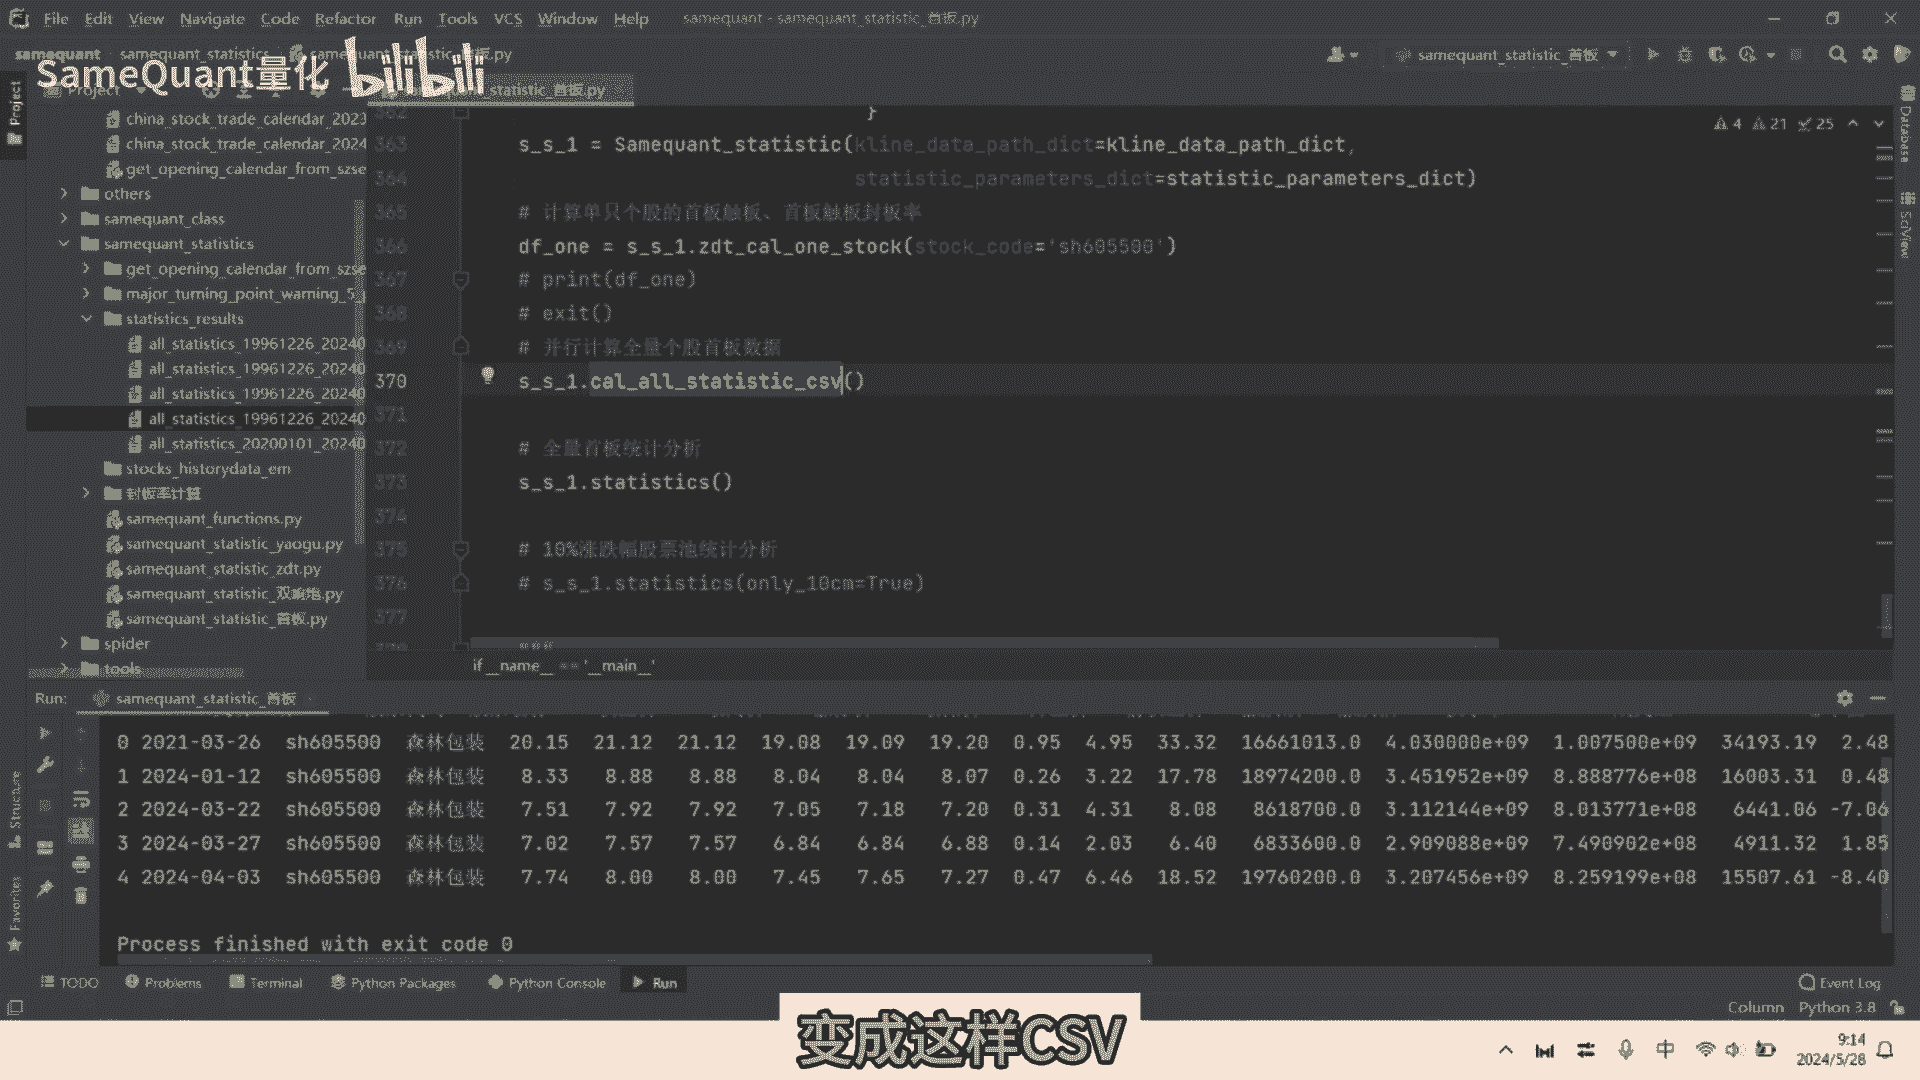 File Edit View Navigate Code Refactor Run Tools VCS Window Help samequant - samequant_statistic_首板.py
samequant samequant_statistics
samequant_statistic_首板
SameQuant量化 bilibili
Project
statistic_首板.py
china_stock_trade_calendar_2023
china_stock_trade_calendar_2024
get_opening_calendar_from_szse
others
samequant_class
samequant_statistics
get_opening_calendar_from_szse
major_turning_point_warning_5_
statistics_results
all_statistics_19961226_20240
all_statistics_19961226_20240
all_statistics_19961226_20240
all_statistics_19961226_20240
all_statistics_20200101_20240
stocks_historydata_em
封板率计算
samequant_functions.py
samequant_statistic_yaogu.py
samequant_statistic_zdt.py
samequant_statistic_双响炮.py
samequant_statistic_首板.py
spider
tools
4 21 25
362 }
363 s_s_1 = Samequant_statistic(kline_data_path_dict=kline_data_path_dict,
364 statistic_parameters_dict=statistic_parameters_dict)
365 # 计算单只个股的首板触板、首板触板封板率
366 df_one = s_s_1.zdt_cal_one_stock(stock_code='sh605500')
367 # print(df_one)
368 # exit()
369 # 并行计算全量个股首板数据
370 s_s_1.cal_all_statistic_csv()
371
372 # 全量首板统计分析
373 s_s_1.statistics()
374
375 # 10%涨跌幅股票池统计分析
376 # s_s_1.statistics(only_10cm=True)
377
if __name__ == '__main__'
Database
SciView
Run: samequant_statistic_首板
0 2021-03-26 sh605500 森林包装 20.15 21.12 21.12 19.08 19.09 19.20 0.95 4.95 33.32 16661013.0 4.030000e+09 1.007500e+09 34193.19 2.48
1 2024-01-12 sh605500 森林包装 8.33 8.88 8.88 8.04 8.04 8.07 0.26 3.22 17.78 18974200.0 3.451952e+09 8.888776e+08 16003.31 0.48
2 2024-03-22 sh605500 森林包装 7.51 7.92 7.92 7.05 7.18 7.20 0.31 4.31 8.08 8618700.0 3.112144e+09 8.013771e+08 6441.06 -7.06
3 2024-03-27 sh605500 森林包装 7.02 7.57 7.57 6.84 6.84 6.88 0.14 2.03 6.40 6833600.0 2.909088e+09 7.490902e+08 4911.32 1.85
4 2024-04-03 sh605500 森林包装 7.74 8.00 8.00 7.45 7.65 7.27 0.47 6.46 18.52 19760200.0 3.207456e+09 8.259199e+08 15507.61 -8.40
Process finished with exit code 0
Structure
Favorites
TODO Problems Terminal Python Packages Python Console Run Event Log
Column Python 3.8
变成这样CSV
中
9:14
2024/5/28